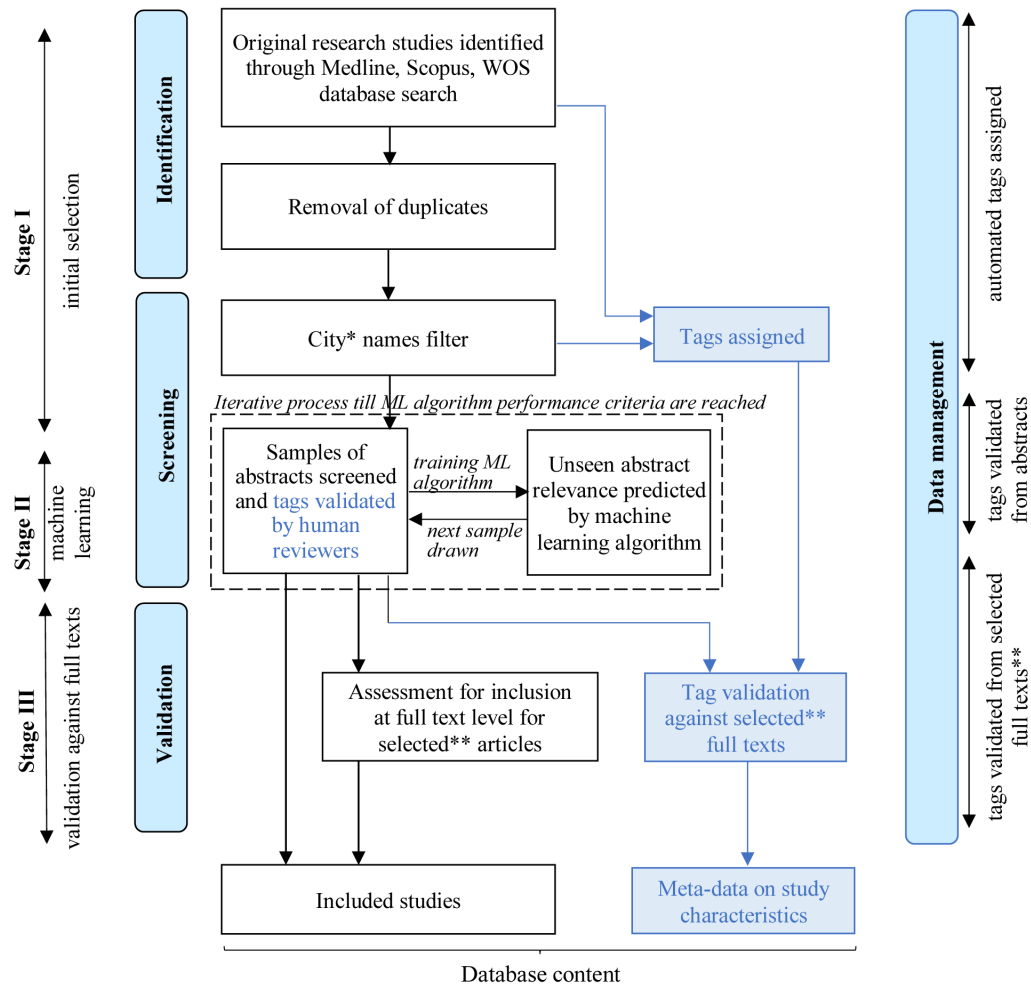 Stage I
initial selection
Stage II
machine
learning
Stage III
validation against full texts
Identification
Screening
Validation
Original research studies identified
through Medline, Scopus, WOS
database search
Removal of duplicates
City* names filter
Tags assigned
Iterative process till ML algorithm performance criteria are reached
Samples of
abstracts screened
and tags validated
by human
reviewers
training ML
algorithm
next sample
drawn
Unseen abstract
relevance predicted
by machine
learning algorithm
Assessment for inclusion
at full text level for
selected** articles
Tag validation
against selected**
full texts
Included studies
Meta-data on study
characteristics
Database content
Data management
automated tags assigned
tags validated
from abstracts
tags validated from selected
full texts**